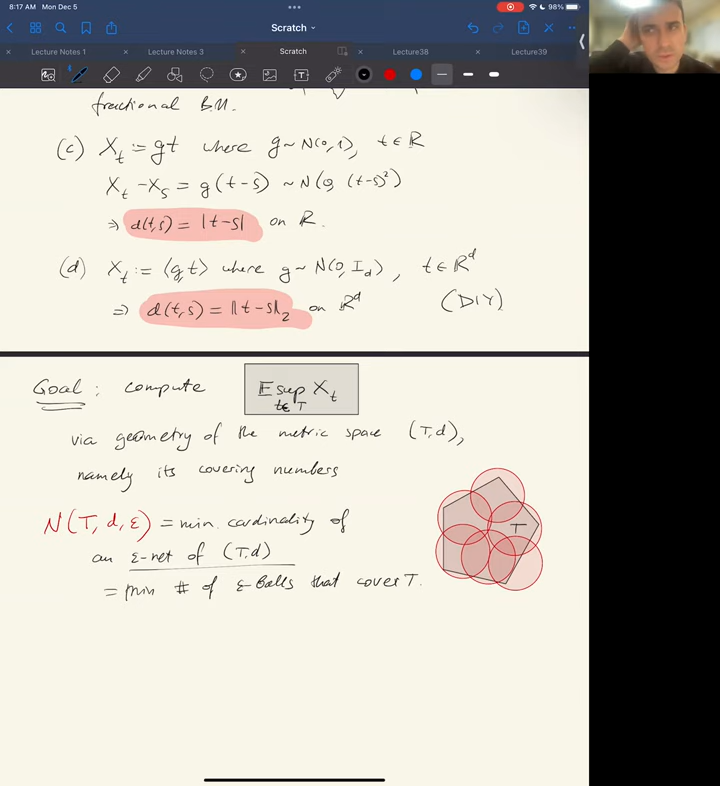 8:17 AM Mon Dec 5
98%
Scratch
Lecture Notes 1
Lecture Notes 3
Scratch
Lecture38
Lecture39
fractional B.M.
(c) X_t := gt where g ~ N(0,1), t ∈ R
X_t - X_s = g(t-s) ~ N(0, (t-s)²)
⇒ d(t,s) = |t-s| on R.
(d) X_t := ⟨g,t⟩ where g ~ N(0, I_d), t ∈ R^d
⇒ d(t,s) = ‖t-s‖₂ on R^d (DIY)
Goal: compute E sup_{t∈T} X_t
via geometry of the metric space (T,d),
namely its covering numbers
N(T, d, ε) = min. cardinality of
an ε-net of (T,d)
= min # of ε-balls that cover T.
T